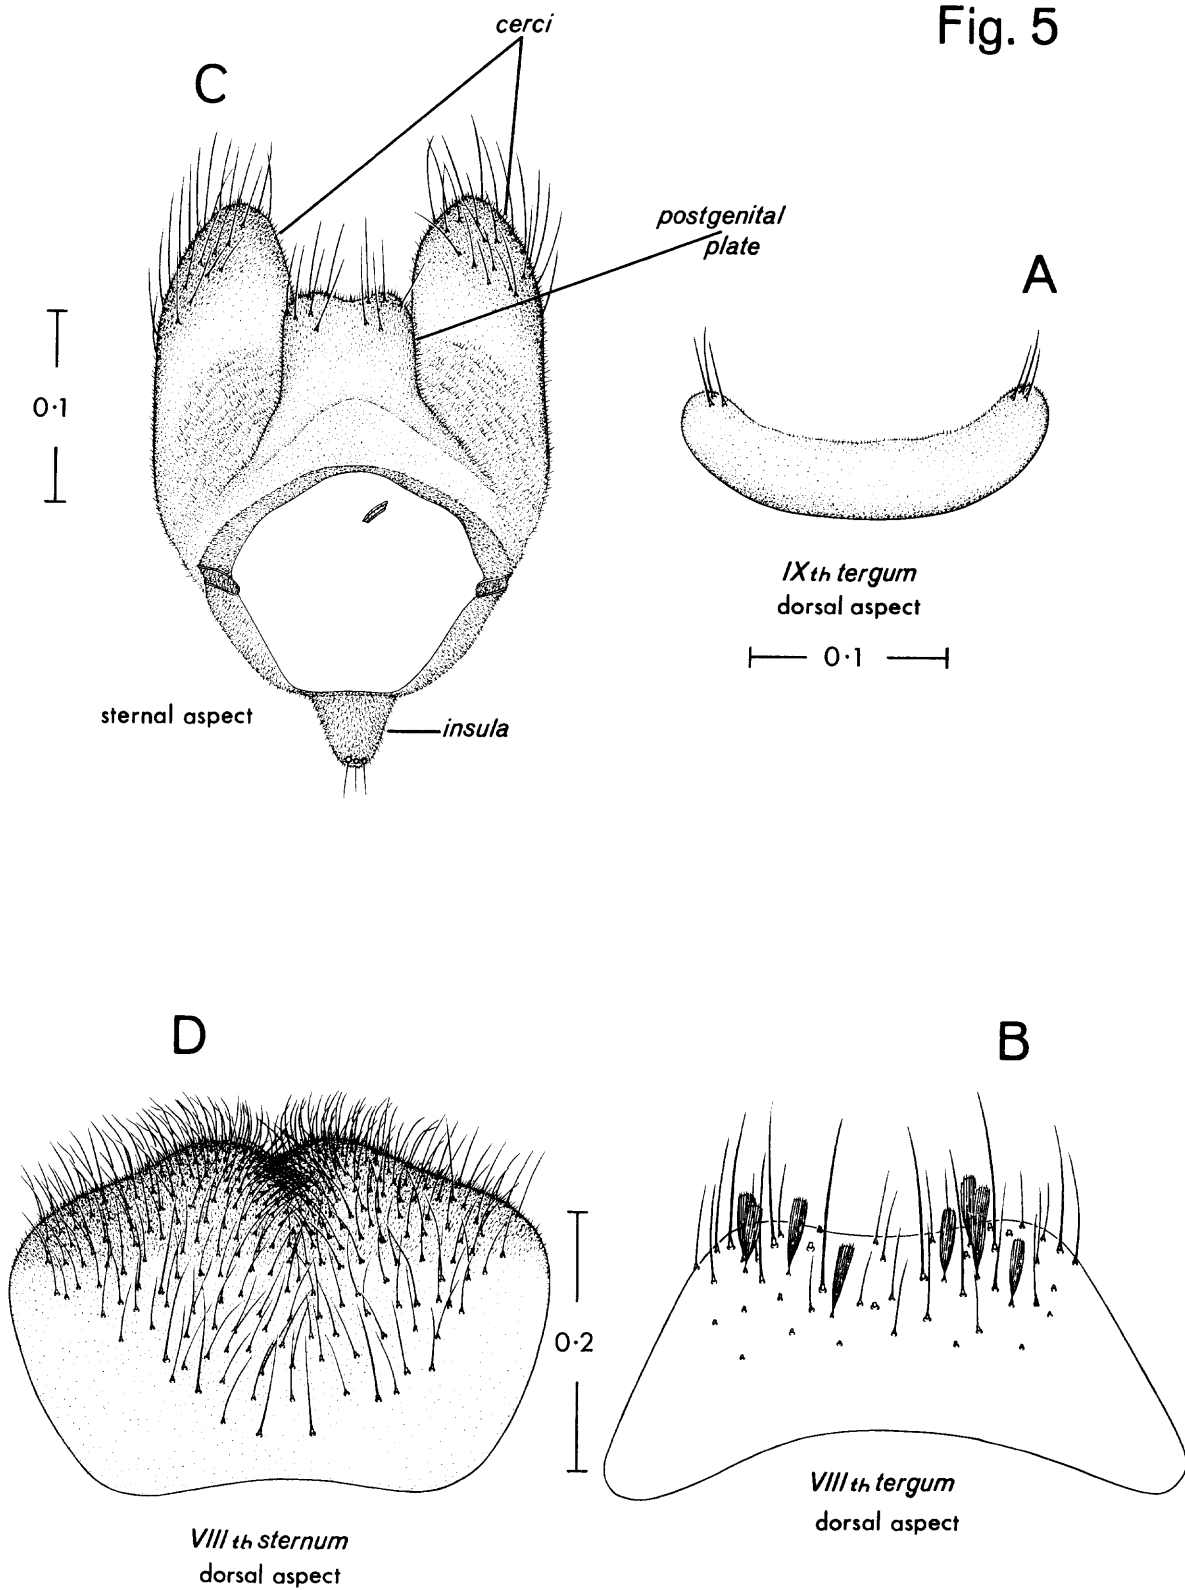 Fig. 5
cerci
C
postgenital
plate
A
0·1
IXth tergum
dorsal aspect
0·1
sternal aspect
insula
D
B
0·2
VIIIth tergum
dorsal aspect
VIIIth sternum
dorsal aspect